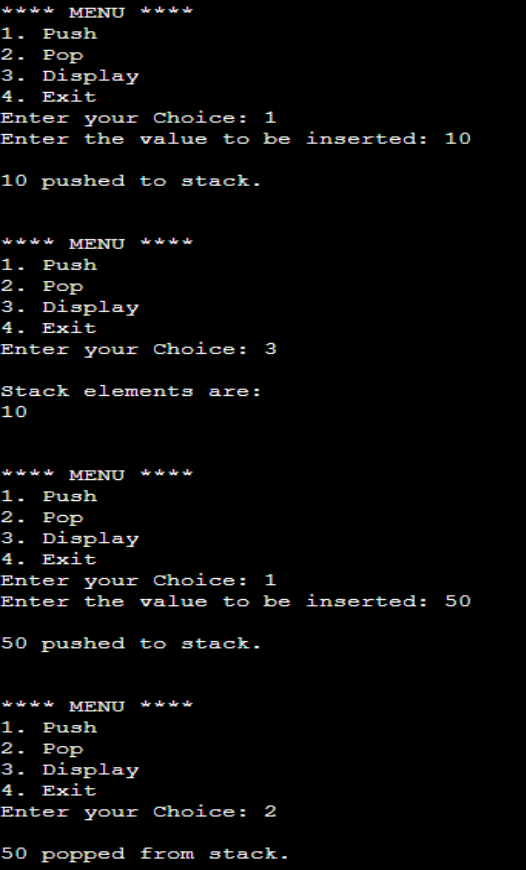 **** MENU ****
1. Push
2. Pop
3. Display
4. Exit
Enter your Choice: 1
Enter the value to be inserted: 10
10 pushed to stack.
**** MENU ****
1. Push
2. Pop
3. Display
4. Exit
Enter your Choice: 3
Stack elements are:
10
**** MENU ****
1. Push
2. Pop
3. Display
4. Exit
Enter your Choice: 1
Enter the value to be inserted: 50
50 pushed to stack.
**** MENU ****
1. Push
2. Pop
3. Display
4. Exit
Enter your Choice: 2
50 popped from stack.